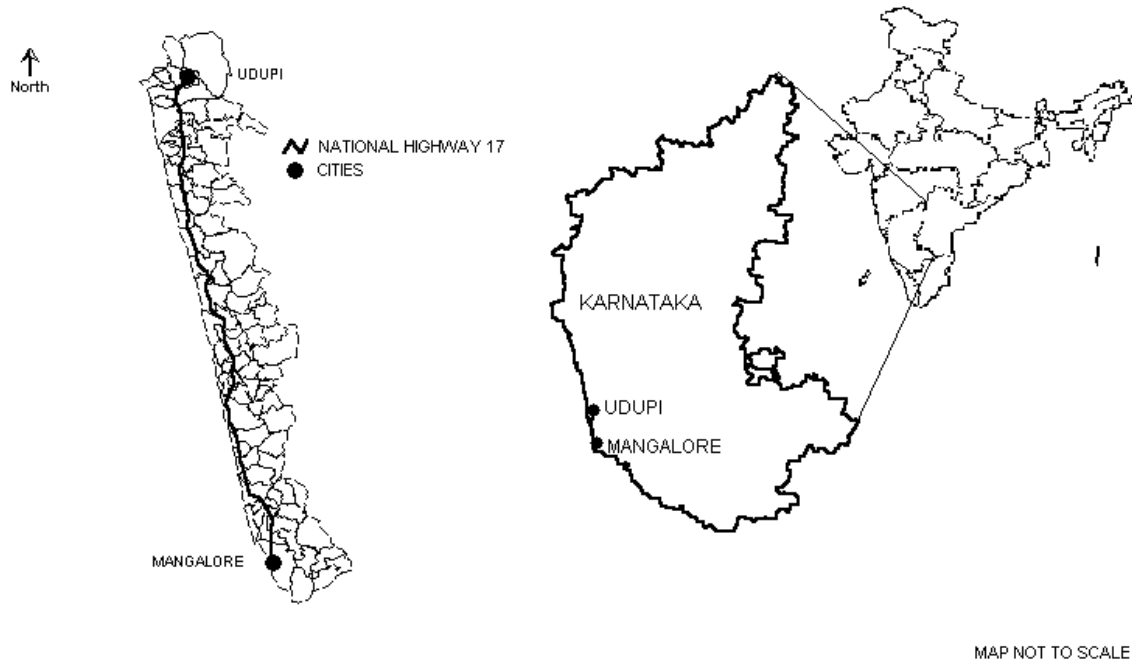 North
UDUPI
NATIONAL HIGHWAY 17
CITIES
MANGALORE
KARNATAKA
UDUPI
MANGALORE
MAP NOT TO SCALE